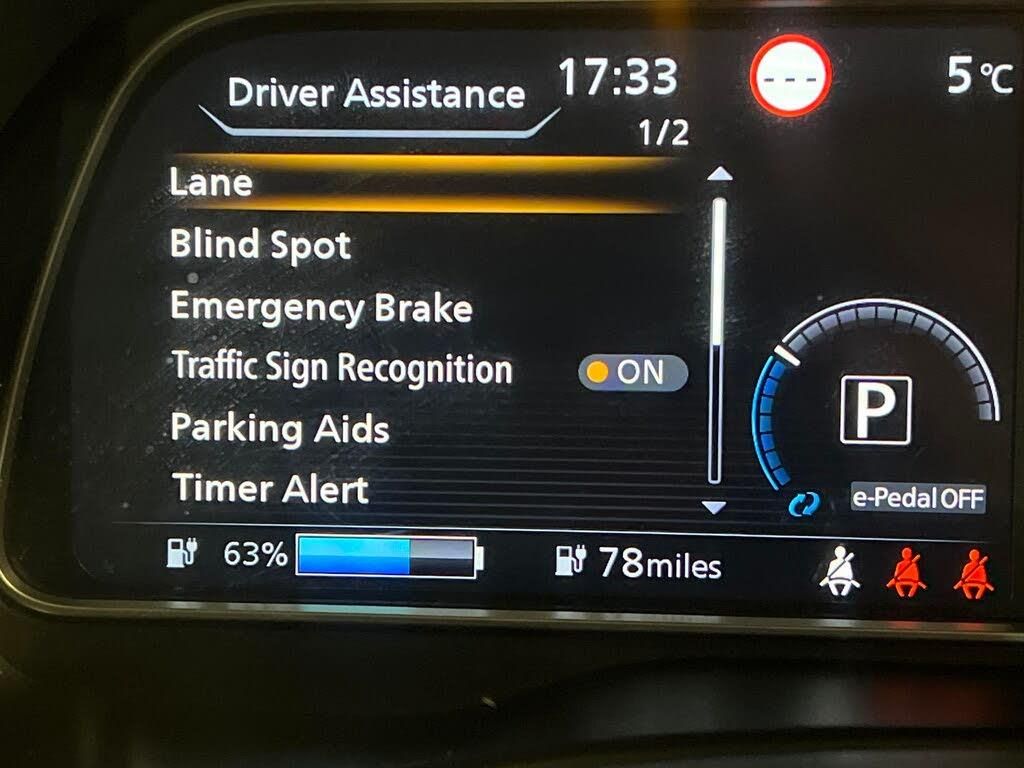 Driver Assistance
17:33
---
5°C
1/2
Lane
Blind Spot
Emergency Brake
Traffic Sign Recognition ON
Parking Aids
Timer Alert
P
e-Pedal OFF
63%
78miles